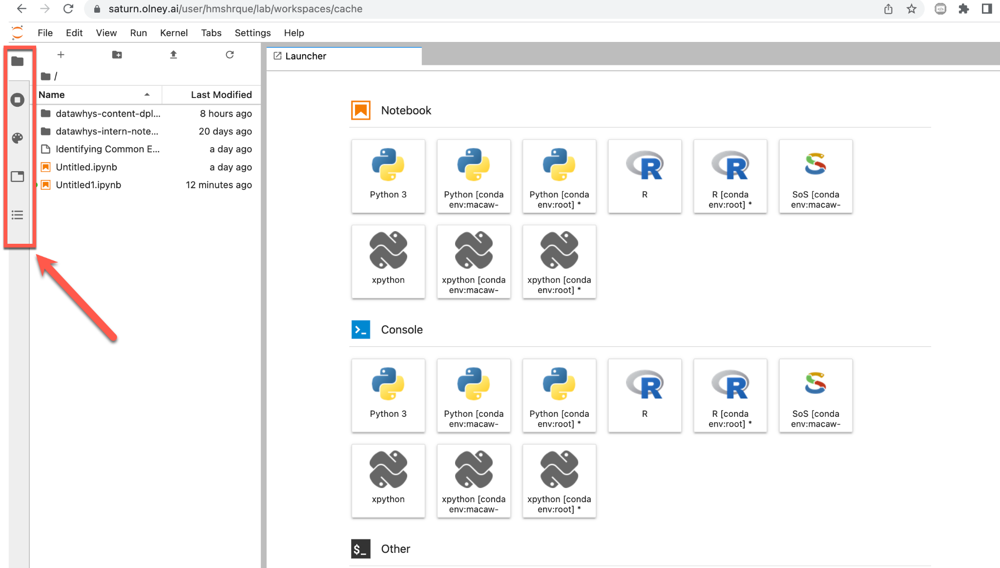 saturn.olney.ai/user/hmshrque/lab/workspaces/cache
File Edit View Run Kernel Tabs Settings Help
Launcher
/
Name Last Modified
datawhys-content-dpl... 8 hours ago
datawhys-intern-note... 20 days ago
Identifying Common E... a day ago
Untitled.ipynb a day ago
Untitled1.ipynb 12 minutes ago
Notebook
Python 3
Python [conda
env:macaw-
Python [conda
env:root] *
R
R [conda
env:root] *
SoS [conda
env:macaw-
xpython
xpython [conda
env:macaw-
xpython [conda
env:root] *
>_ Console
Python 3
Python [conda
env:macaw-
Python [conda
env:root] *
R
R [conda
env:root] *
SoS [conda
env:macaw-
xpython
xpython [conda
env:macaw-
xpython [conda
env:root] *
$_ Other